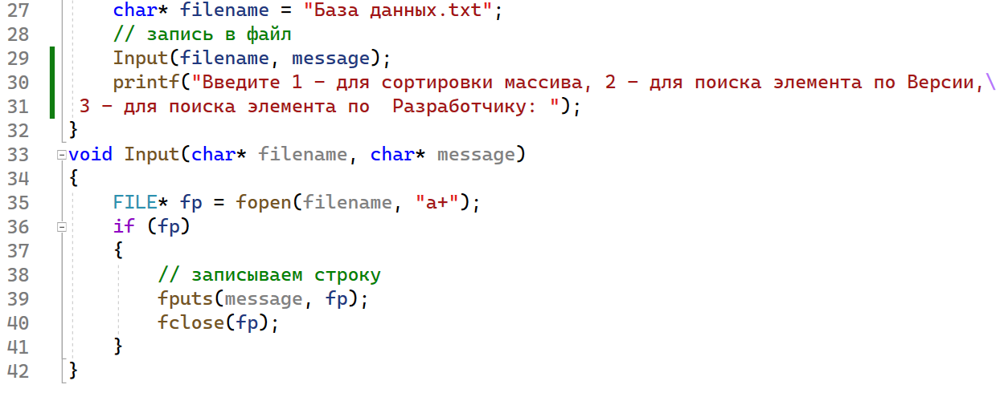 27 char* filename = "База данных.txt";
28 // запись в файл
29 Input(filename, message);
30 printf("Введите 1 - для сортировки массива, 2 - для поиска элемента по Версии,\
31 3 - для поиска элемента по  Разработчику: ");
32 }
33 void Input(char* filename, char* message)
34 {
35 FILE* fp = fopen(filename, "a+");
36 if (fp)
37 {
38 // записываем строку
39 fputs(message, fp);
40 fclose(fp);
41 }
42 }